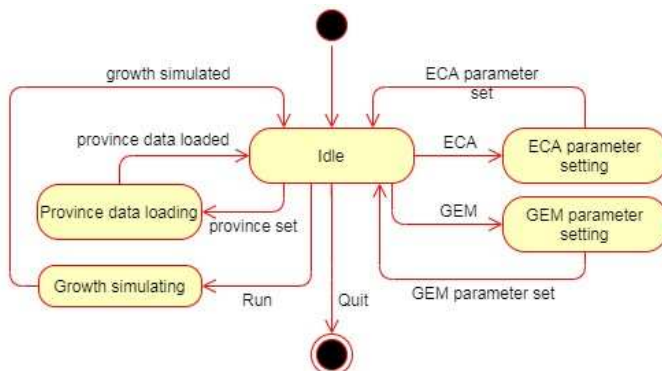 growth simulated
ECA parameter
set
province data loaded
Idle
ECA
ECA parameter
setting
Province data loading
province set
GEM
GEM parameter
setting
Growth simulating
Run
Quit
GEM parameter set